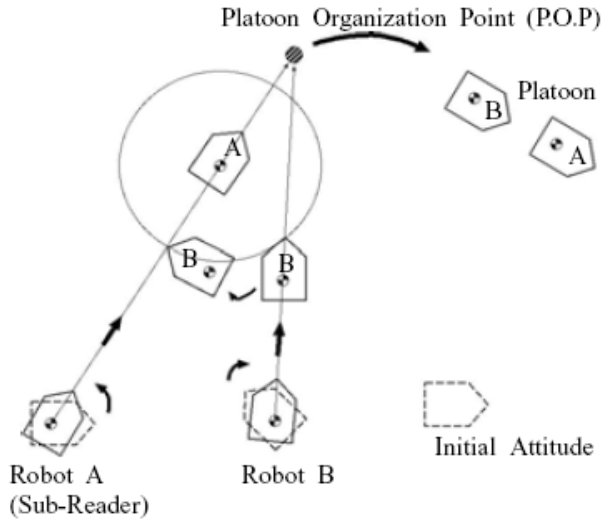 Platoon Organization Point (P.O.P)
Platoon
B
A
A
B
B
Robot A
(Sub-Reader)
Robot B
Initial Attitude